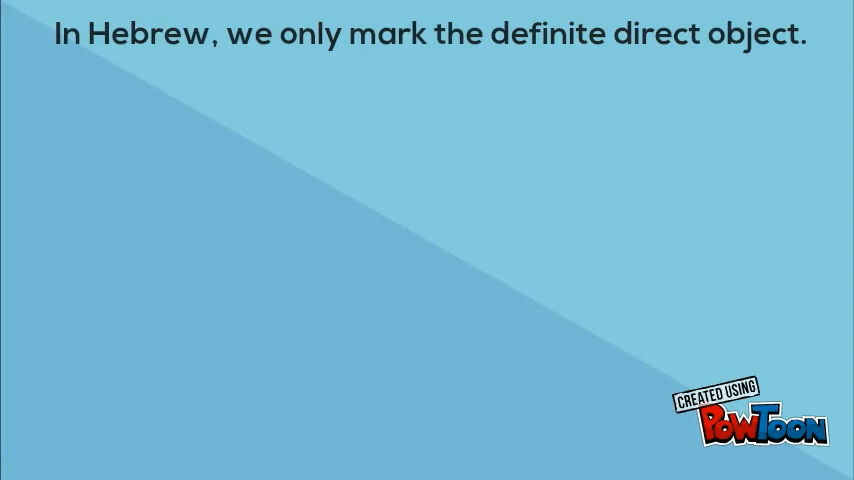 In Hebrew, we only mark the definite direct object.
CREATED USING
POWTOON